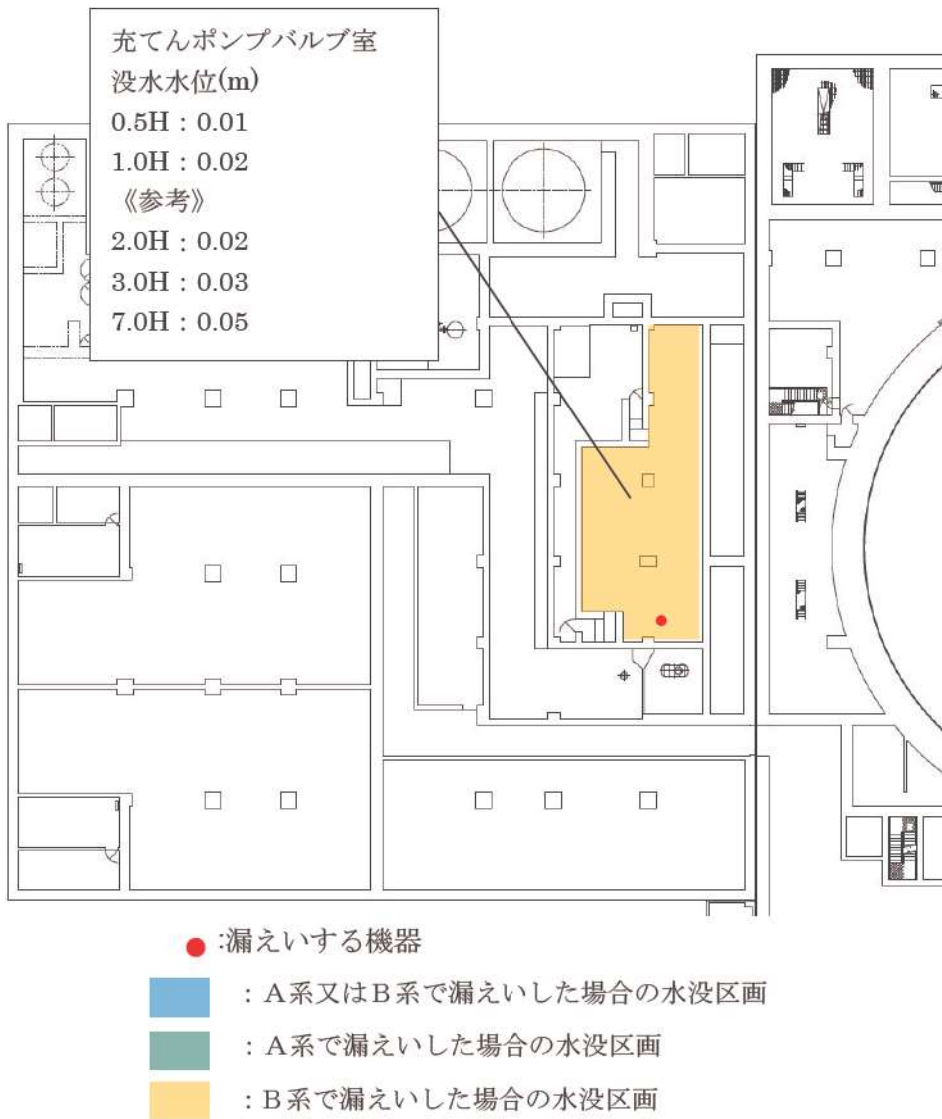 充てんポンプバルブ室
没水水位(m)
0.5H：0.01
1.0H：0.02
《参考》
2.0H：0.02
3.0H：0.03
7.0H：0.05
:漏えいする機器
：A系又はB系で漏えいした場合の水没区画
：A系で漏えいした場合の水没区画
：B系で漏えいした場合の水没区画